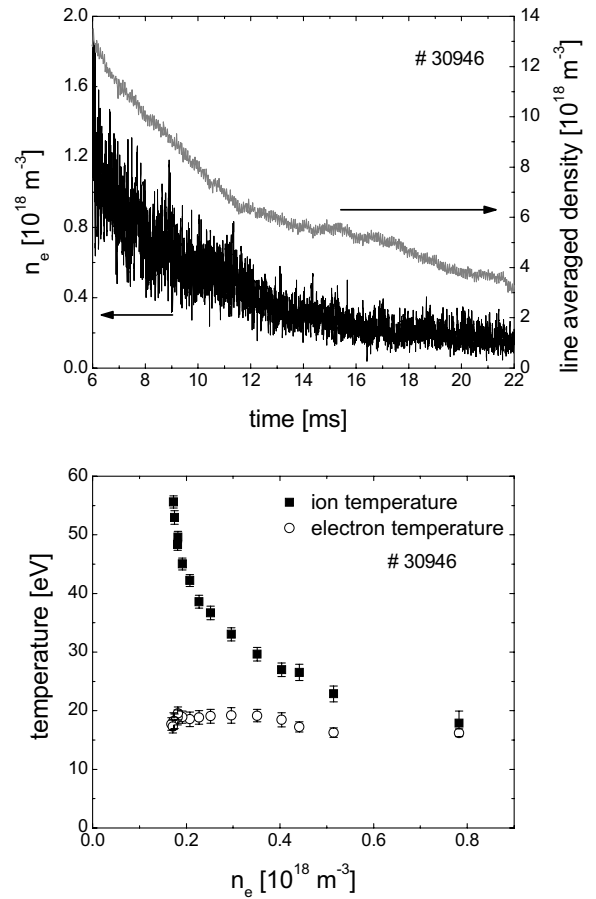 2.0
1.6
1.2
0.8
0.4
0.0
n_e [10^18 m^-3]
14
12
10
8
6
4
2
0
line averaged density [10^18 m^-3]
# 30946
6 8 10 12 14 16 18 20 22
time [ms]
60
50
40
30
20
10
0
temperature [eV]
ion temperature
electron temperature
# 30946
0.0 0.2 0.4 0.6 0.8
n_e [10^18 m^-3]